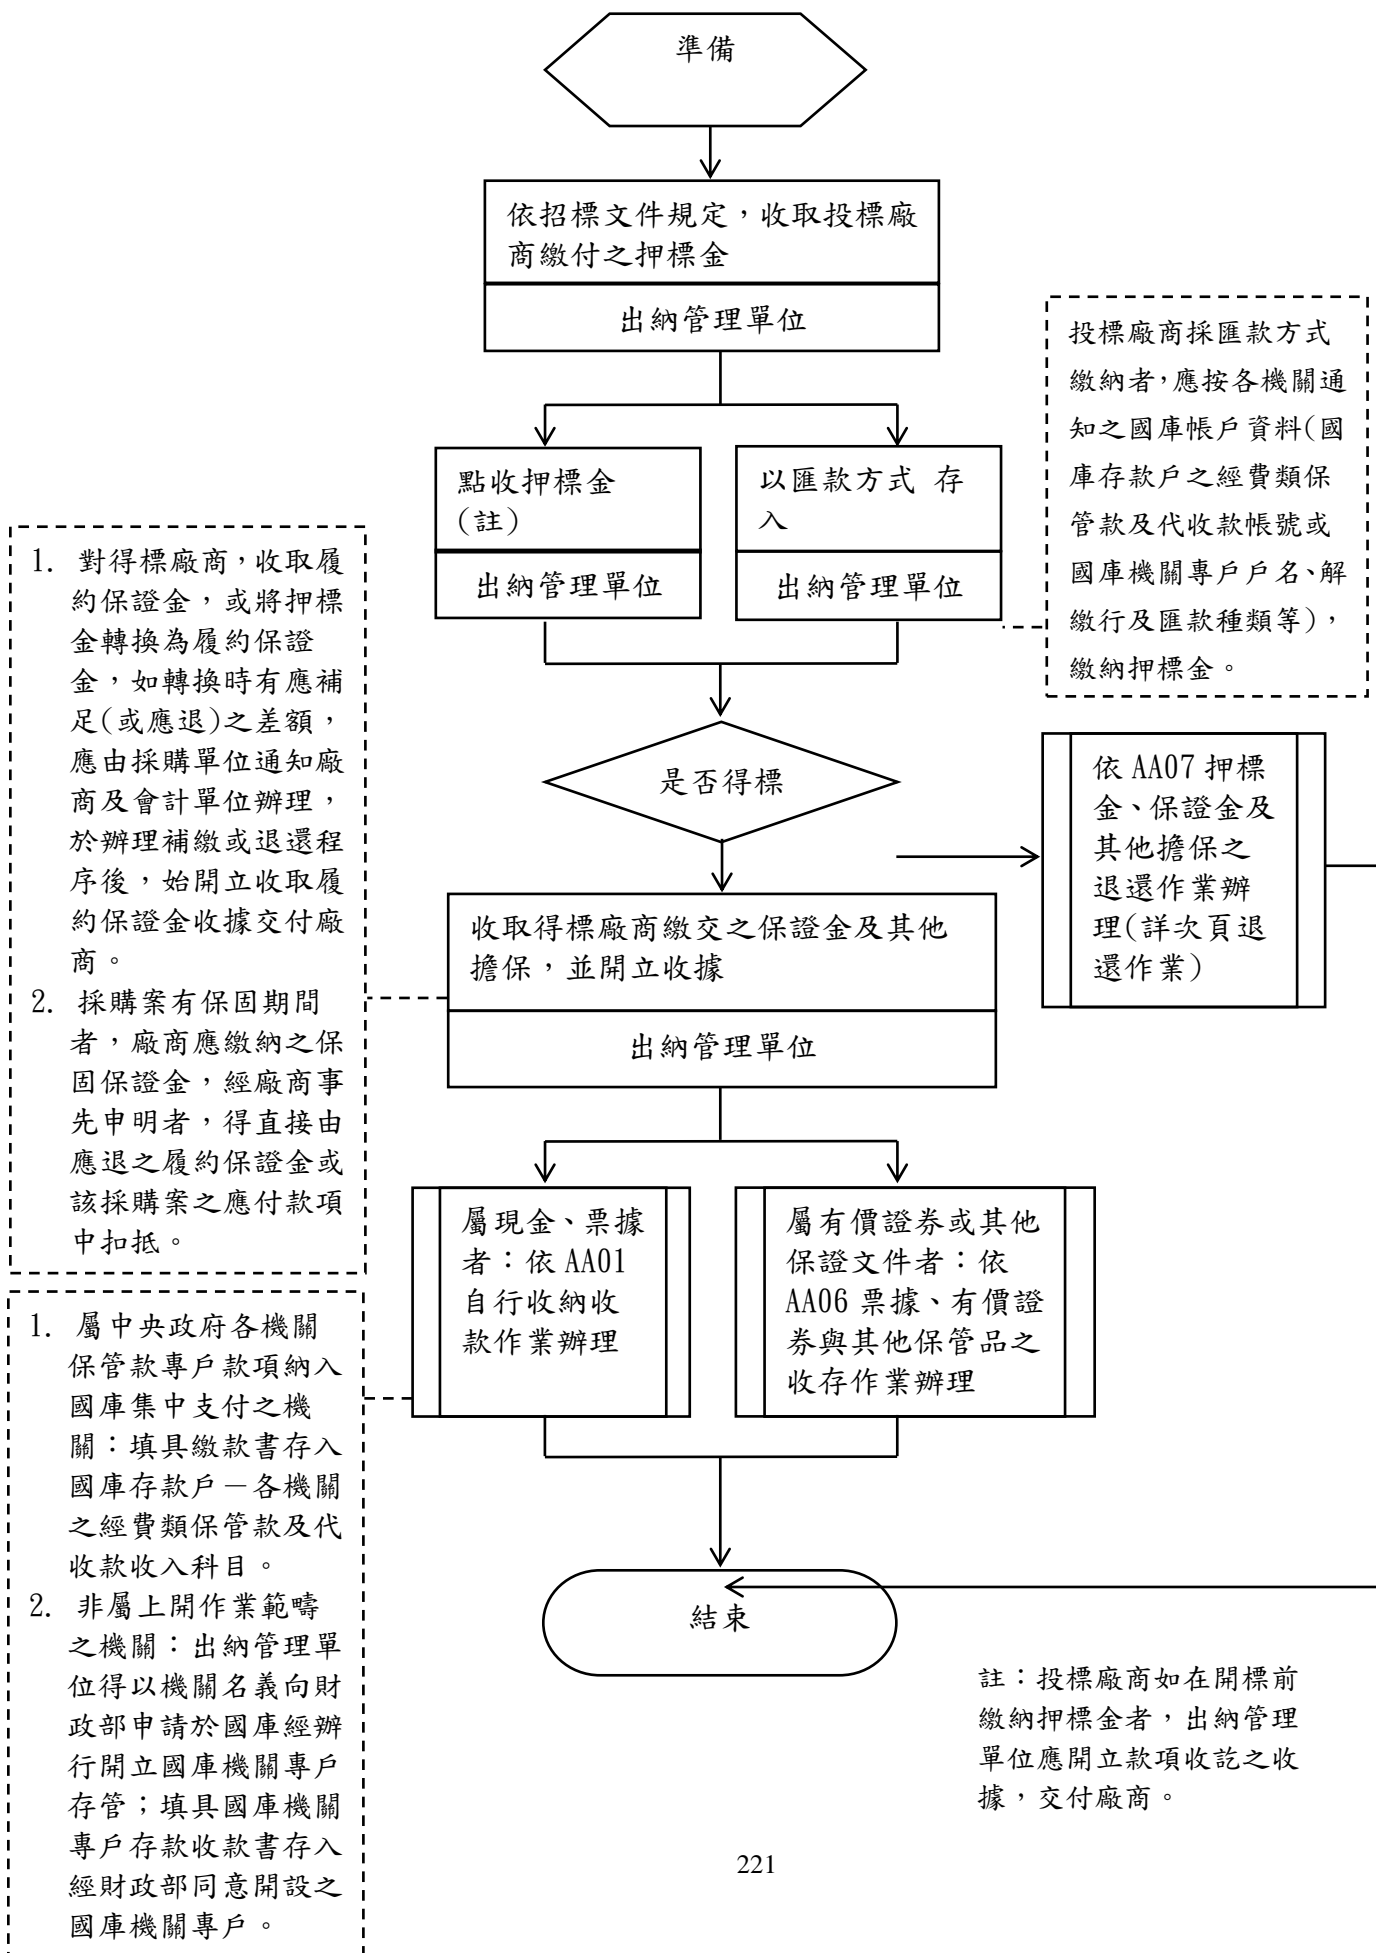 準備
依招標文件規定，收取投標廠
商繳付之押標金
出納管理單位
投標廠商採匯款方式
繳納者，應按各機關通
知之國庫帳戶資料(國
庫存款戶之經費類保
管款及代收款帳號或
國庫機關專戶戶名、解
繳行及匯款種類等)，
繳納押標金。
點收押標金
(註)
出納管理單位
以匯款方式 存
入
出納管理單位
1. 對得標廠商，收取履
約保證金，或將押標
金轉換為履約保證
金，如轉換時有應補
足(或應退)之差額，
應由採購單位通知廠
商及會計單位辦理，
於辦理補繳或退還程
序後，始開立收取履
約保證金收據交付廠
商。
2. 採購案有保固期間
者，廠商應繳納之保
固保證金，經廠商事
先申明者，得直接由
應退之履約保證金或
該採購案之應付款項
中扣抵。
是否得標
依 AA07 押標
金、保證金及
其他擔保之
退還作業辦
理(詳次頁退
還作業)
收取得標廠商繳交之保證金及其他
擔保，並開立收據
出納管理單位
屬現金、票據
者：依 AA01
自行收納收
款作業辦理
屬有價證券或其他
保證文件者：依
AA06 票據、有價證
券與其他保管品之
收存作業辦理
1. 屬中央政府各機關
保管款專戶款項納入
國庫集中支付之機
關：填具繳款書存入
國庫存款戶－各機關
之經費類保管款及代
收款收入科目。
2. 非屬上開作業範疇
之機關：出納管理單
位得以機關名義向財
政部申請於國庫經辦
行開立國庫機關專戶
存管；填具國庫機關
專戶存款收款書存入
經財政部同意開設之
國庫機關專戶。
結束
註：投標廠商如在開標前
繳納押標金者，出納管理
單位應開立款項收訖之收
據，交付廠商。
221